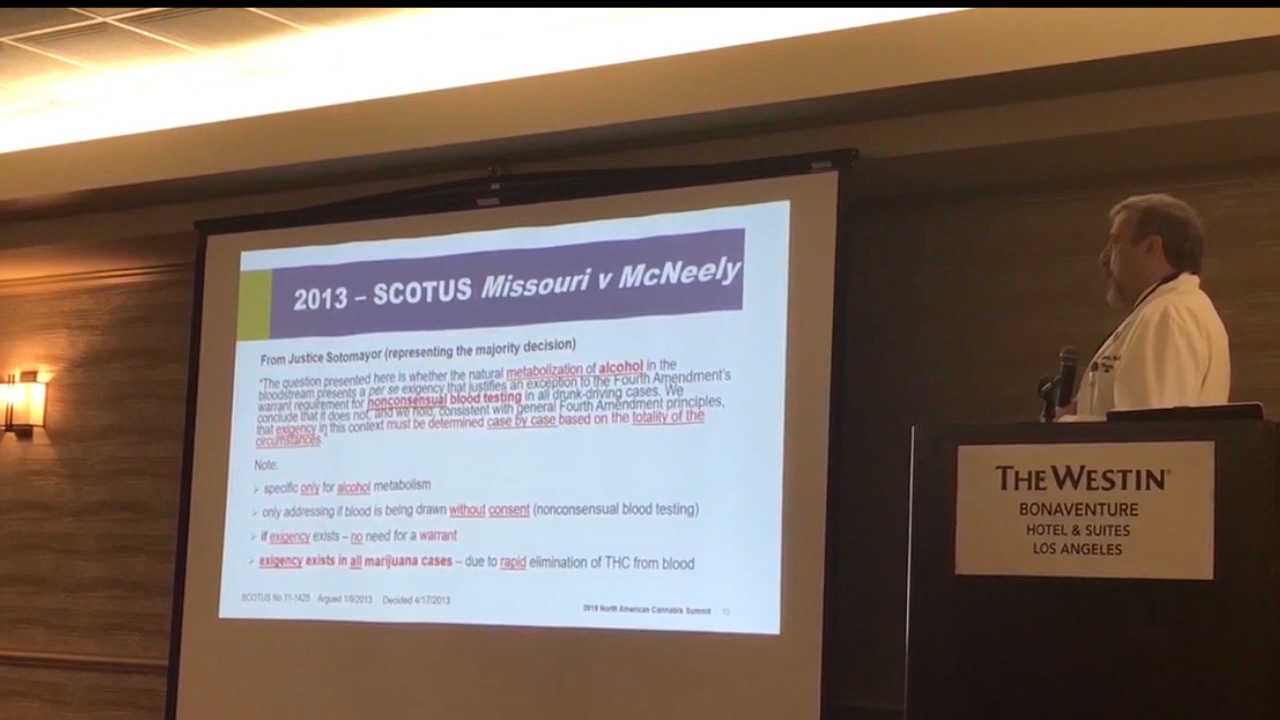 2013 – SCOTUS Missouri v McNeely
From Justice Sotomayor (representing the majority decision)
"The question presented here is whether the natural metabolization of alcohol in the
bloodstream presents a per se exigency that justifies an exception to the Fourth Amendment's
warrant requirement for nonconsensual blood testing in all drunk-driving cases. We
conclude that it does not, and we hold, consistent with general Fourth Amendment principles,
that exigency in this context must be determined case by case based on the totality of the
circumstances."
Note:
specific only for alcohol metabolism
only addressing if blood is being drawn without consent (nonconsensual blood testing)
if exigency exists – no need for a warrant
exigency exists in all marijuana cases – due to rapid elimination of THC from blood
SCOTUS No 11-1425 Argued 1/9/2013 Decided 4/17/2013
2019 North American Cannabis Summit 15
THE WESTIN®
BONAVENTURE
HOTEL & SUITES
LOS ANGELES